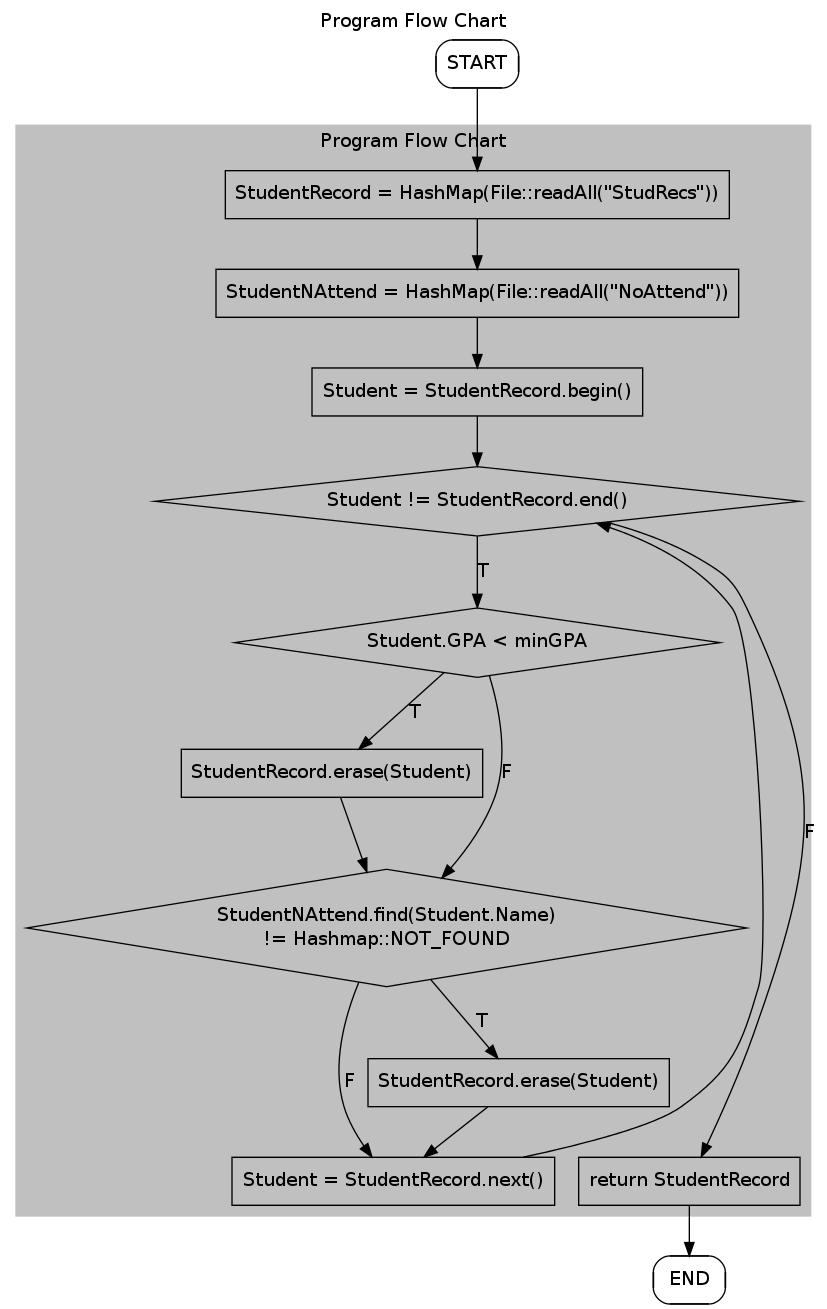 Program Flow Chart
START
Program Flow Chart
StudentRecord = HashMap(File::readAll("StudRecs"))
StudentNAttend = HashMap(File::readAll("NoAttend"))
Student = StudentRecord.begin()
Student != StudentRecord.end()
T
Student.GPA < minGPA
T
StudentRecord.erase(Student)
F
F
StudentNAttend.find(Student.Name)
!= Hashmap::NOT_FOUND
T
F
StudentRecord.erase(Student)
Student = StudentRecord.next()
return StudentRecord
END